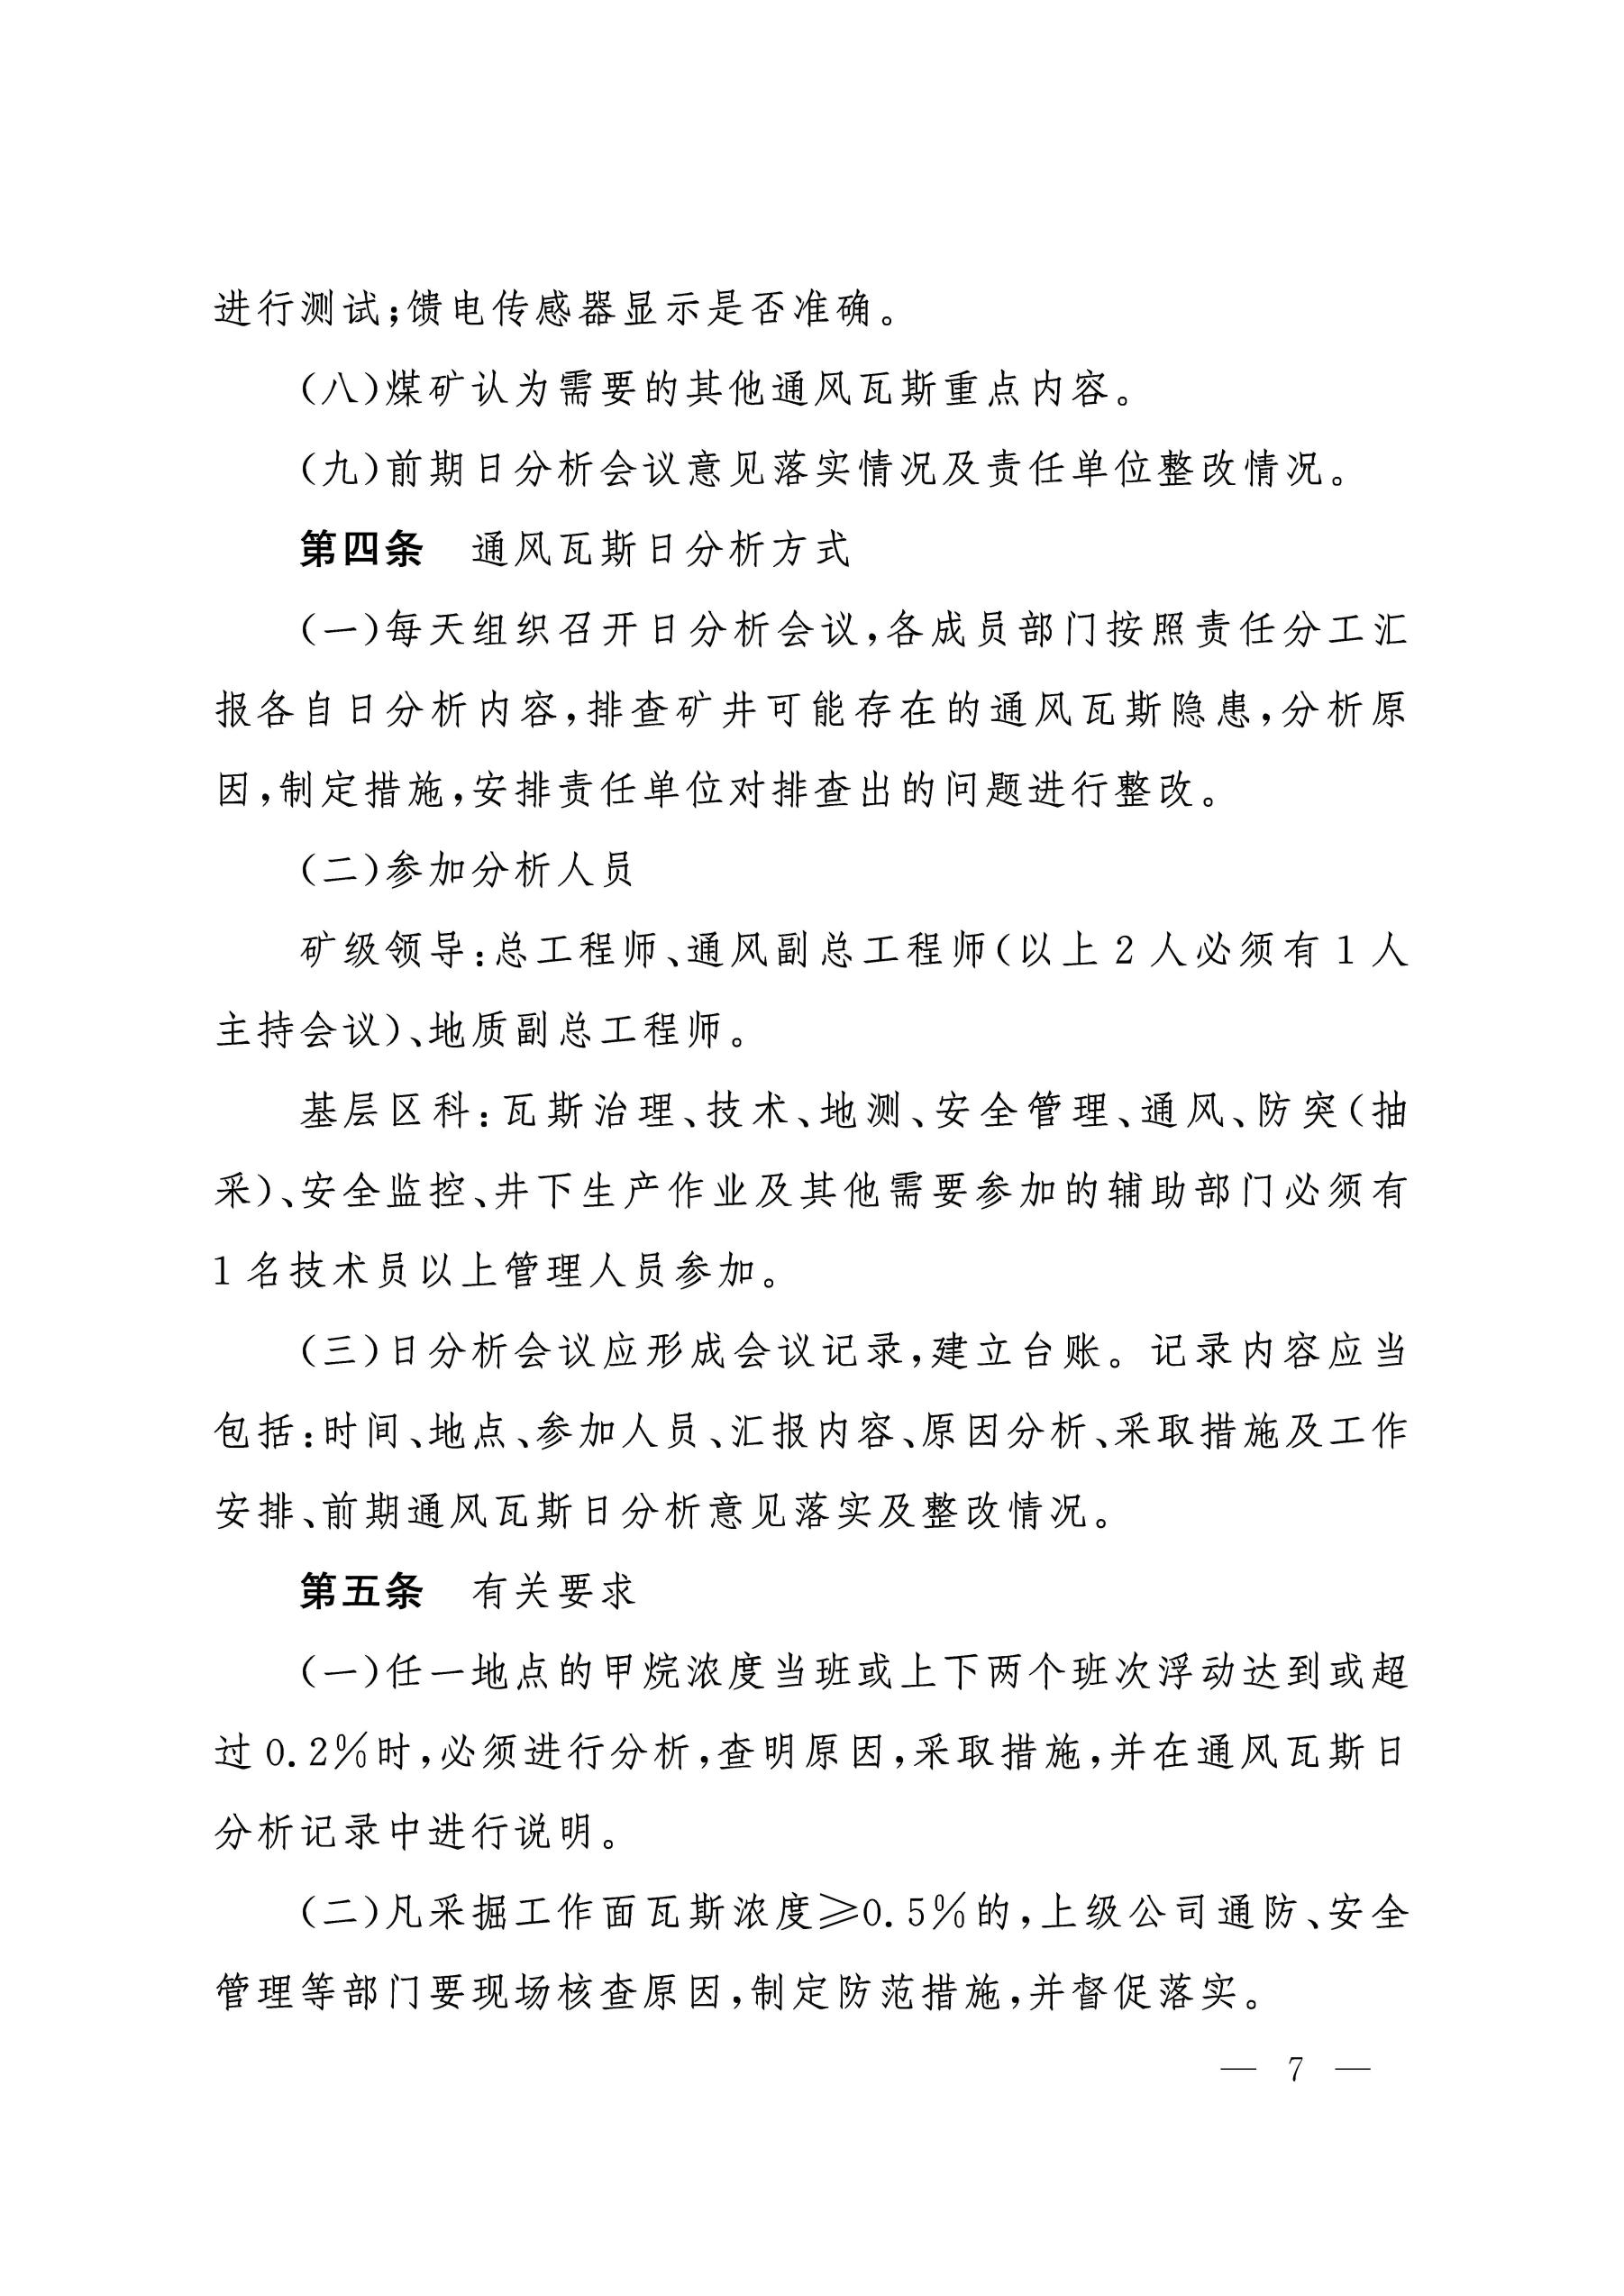 进行测试;馈电传感器显示是否准确。
(八)煤矿认为需要的其他通风瓦斯重点内容。
(九)前期日分析会议意见落实情况及责任单位整改情况。
第四条　通风瓦斯日分析方式
(一)每天组织召开日分析会议,各成员部门按照责任分工汇
报各自日分析内容,排查矿井可能存在的通风瓦斯隐患,分析原
因,制定措施,安排责任单位对排查出的问题进行整改。
(二)参加分析人员
矿级领导:总工程师、通风副总工程师(以上 2 人必须有 1 人
主持会议)、地质副总工程师。
基层区科:瓦斯治理、技术、地测、安全管理、通风、防突(抽
采)、安全监控、井下生产作业及其他需要参加的辅助部门必须有
1 名技术员以上管理人员参加。
(三)日分析会议应形成会议记录,建立台账。记录内容应当
包括:时间、地点、参加人员、汇报内容、原因分析、采取措施及工作
安排、前期通风瓦斯日分析意见落实及整改情况。
第五条　有关要求
(一)任一地点的甲烷浓度当班或上下两个班次浮动达到或超
过 0.2%时,必须进行分析,查明原因,采取措施,并在通风瓦斯日
分析记录中进行说明。
(二)凡采掘工作面瓦斯浓度≥0.5%的,上级公司通防、安全
管理等部门要现场核查原因,制定防范措施,并督促落实。
— 7 —